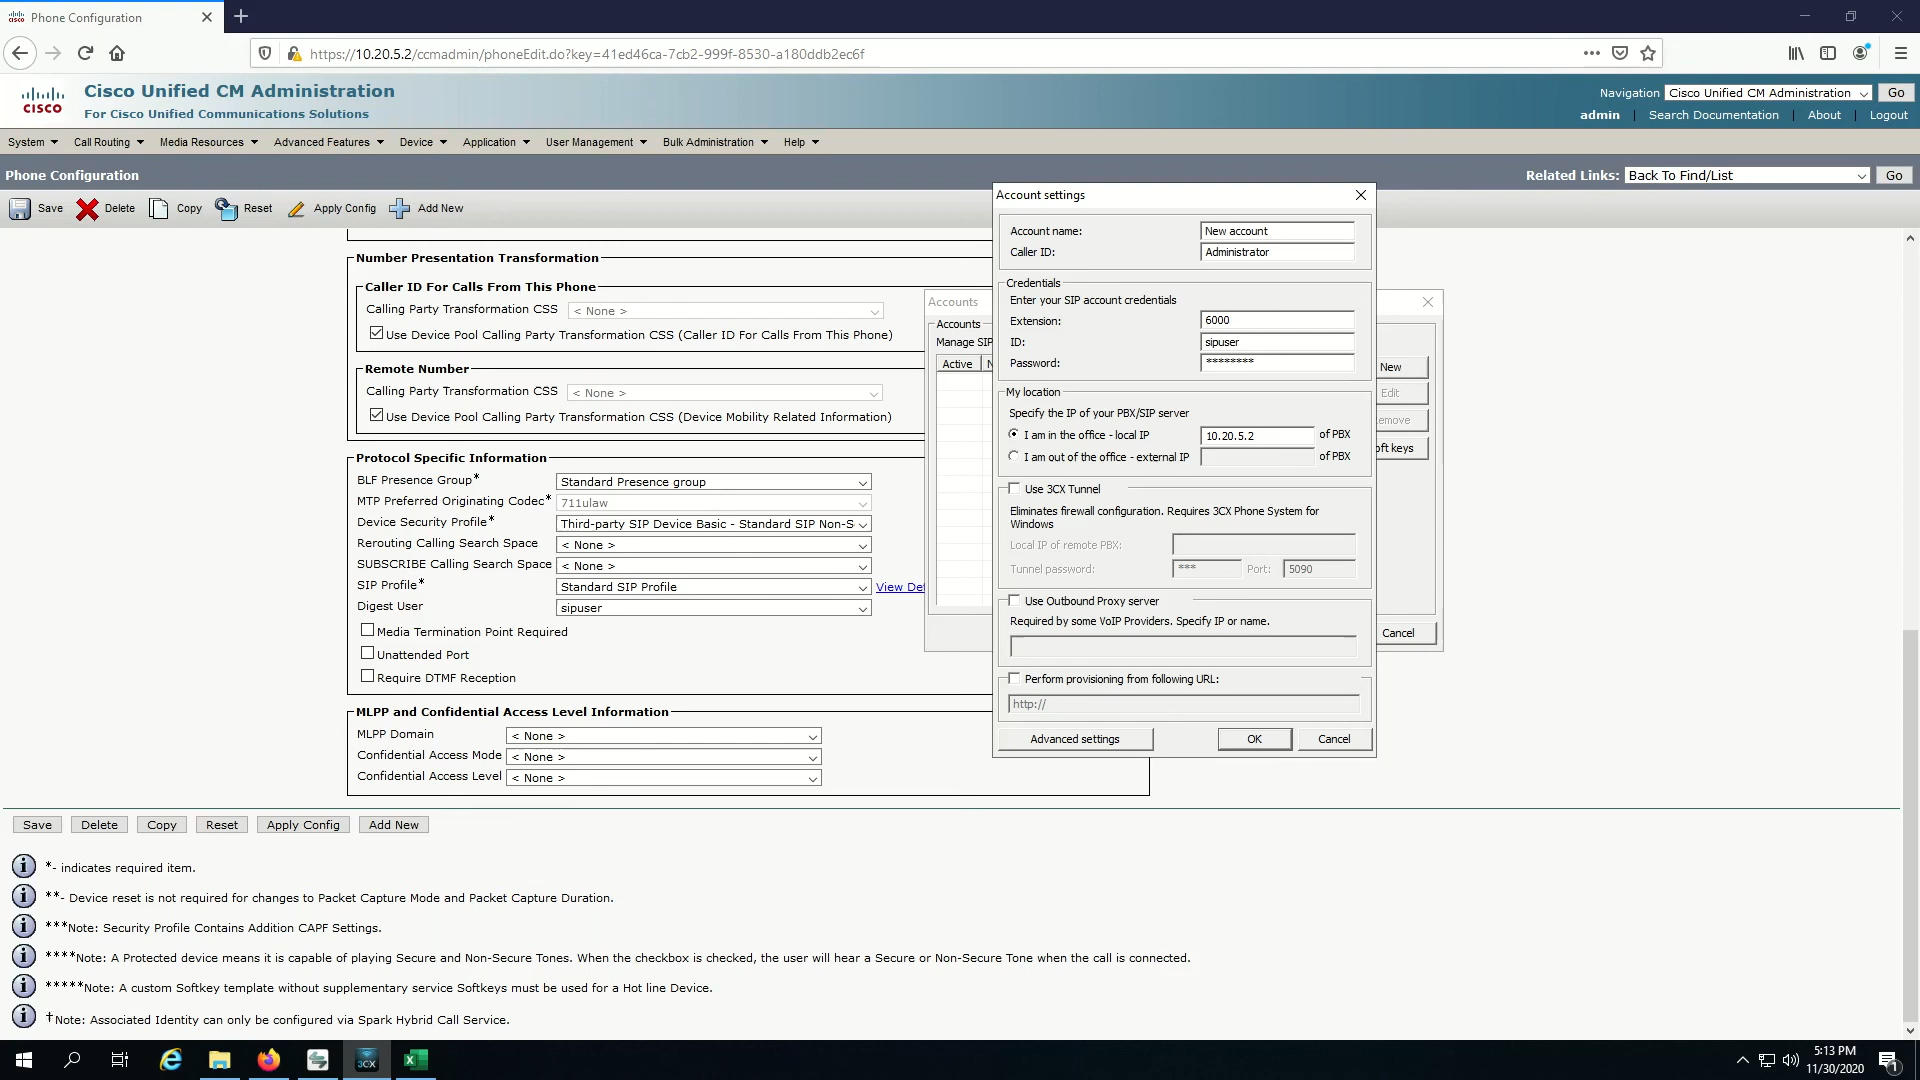 Phone Configuration
https://10.20.5.2/ccmadmin/phoneEdit.do?key=41ed46ca-7cb2-999f-8530-a180ddb2ec6f
CISCO
Cisco Unified CM Administration
For Cisco Unified Communications Solutions
Navigation Cisco Unified CM Administration Go
admin | Search Documentation | About | Logout
System Call Routing Media Resources Advanced Features Device Application User Management Bulk Administration Help
Phone Configuration
Related Links: Back To Find/List Go
Save Delete Copy Reset Apply Config Add New
Number Presentation Transformation
Caller ID For Calls From This Phone
Calling Party Transformation CSS < None >
Use Device Pool Calling Party Transformation CSS (Caller ID For Calls From This Phone)
Remote Number
Calling Party Transformation CSS < None >
Use Device Pool Calling Party Transformation CSS (Device Mobility Related Information)
Protocol Specific Information
BLF Presence Group* Standard Presence group
MTP Preferred Originating Codec* 711ulaw
Device Security Profile* Third-party SIP Device Basic - Standard SIP Non-S
Rerouting Calling Search Space < None >
SUBSCRIBE Calling Search Space < None >
SIP Profile* Standard SIP Profile View Det
Digest User sipuser
Media Termination Point Required
Unattended Port
Require DTMF Reception
MLPP and Confidential Access Level Information
MLPP Domain < None >
Confidential Access Mode < None >
Confidential Access Level < None >
Accounts
Accounts
Manage SIP
Active N
New
Edit
emove
oft keys
Cancel
Account settings
Account name: New account
Caller ID: Administrator
Credentials
Enter your SIP account credentials
Extension: 6000
ID: sipuser
Password: ********
My location
Specify the IP of your PBX/SIP server
I am in the office - local IP 10.20.5.2 of PBX
I am out of the office - external IP of PBX
Use 3CX Tunnel
Eliminates firewall configuration. Requires 3CX Phone System for
Windows
Local IP of remote PBX:
Tunnel password: *** Port: 5090
Use Outbound Proxy server
Required by some VoIP Providers. Specify IP or name.
Perform provisioning from following URL:
http://
Advanced settings OK Cancel
Save Delete Copy Reset Apply Config Add New
*- indicates required item.
**- Device reset is not required for changes to Packet Capture Mode and Packet Capture Duration.
***Note: Security Profile Contains Addition CAPF Settings.
****Note: A Protected device means it is capable of playing Secure and Non-Secure Tones. When the checkbox is checked, the user will hear a Secure or Non-Secure Tone when the call is connected.
*****Note: A custom Softkey template without supplementary service Softkeys must be used for a Hot line Device.
†Note: Associated Identity can only be configured via Spark Hybrid Call Service.
3CX
5:13 PM
11/30/2020
1